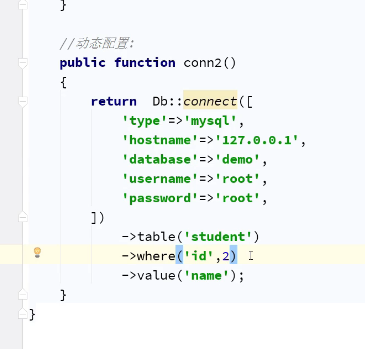 }
//动态配置:
public function conn2()
{
return  Db::connect([
'type'=>'mysql',
'hostname'=>'127.0.0.1',
'database'=>'demo',
'username'=>'root',
'password'=>'root',
])
->table('student')
->where('id',2)
->value('name');
}
}